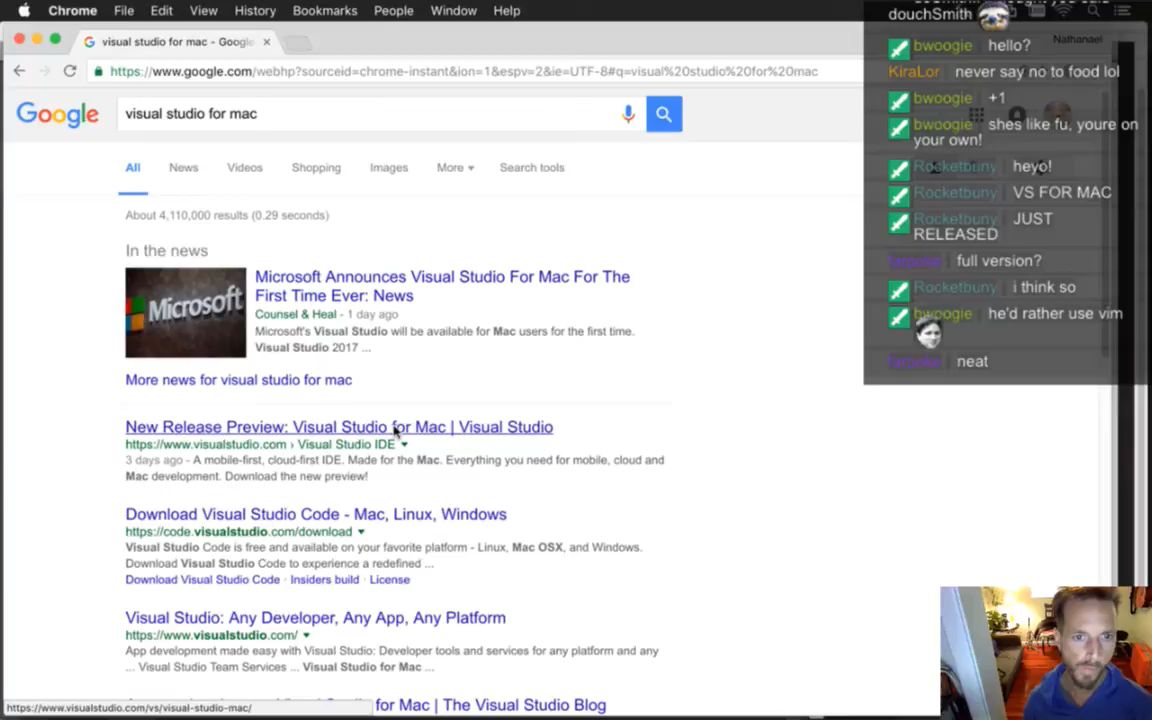 Chrome File Edit View History Bookmarks People Window Help
visual studio for mac - Google
https://www.google.com/webhp?sourceid=chrome-instant&ion=1&espv=2&ie=UTF-8#q=visual%20studio%20for%20mac
Google
visual studio for mac
All News Videos Shopping Images More Search tools
About 4,110,000 results (0.29 seconds)
In the news
Microsoft
Microsoft Announces Visual Studio For Mac For The
First Time Ever: News
Counsel & Heal - 1 day ago
Microsoft's Visual Studio will be available for Mac users for the first time.
Visual Studio 2017 ...
More news for visual studio for mac
New Release Preview: Visual Studio for Mac | Visual Studio
https://www.visualstudio.com › Visual Studio IDE
3 days ago - A mobile-first, cloud-first IDE. Made for the Mac. Everything you need for mobile, cloud and
Mac development. Download the new preview!
Download Visual Studio Code - Mac, Linux, Windows
https://code.visualstudio.com/download
Visual Studio Code is free and available on your favorite platform - Linux, Mac OSX, and Windows.
Download Visual Studio Code to experience a redefined ...
Download Visual Studio Code · Insiders build · License
Visual Studio: Any Developer, Any App, Any Platform
https://www.visualstudio.com/
App development made easy with Visual Studio: Developer tools and services for any platform and any
... Visual Studio Team Services ... Visual Studio for Mac ...
for Mac | The Visual Studio Blog
https://www.visualstudio.com/vs/visual-studio-mac/
douchSmith
Nathanael
bwoogie hello?
KiraLor never say no to food lol
bwoogie +1
bwoogie shes like fu, youre on
your own!
Rocketbuny heyo!
Rocketbuny VS FOR MAC
Rocketbuny JUST
RELEASED
full version?
Rocketbuny i think so
bwoogie he'd rather use vim
neat